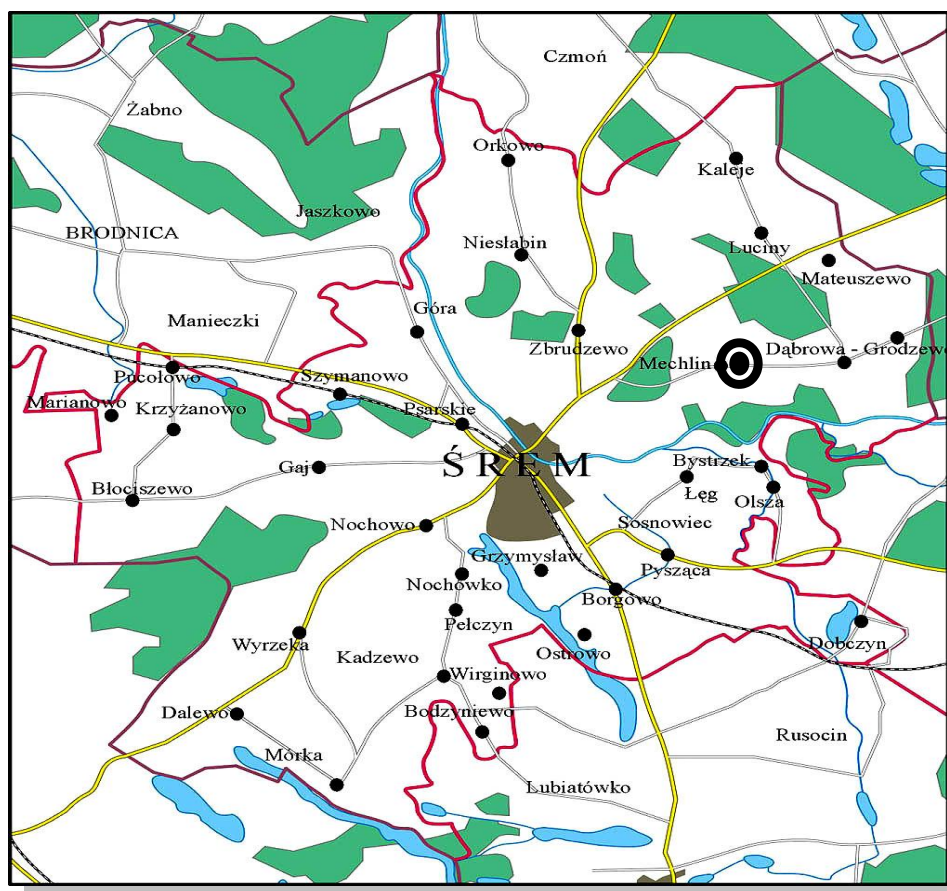 Czmoń
Żabno
Orkowo
Kaleje
Jaszkowo
BRODNICA
Niesłabin
Luciny
Mateuszewo
Góra
Manieczki
Zbrudzewo
Mechlin
Dąbrowa - Grodzewo
Pucołowo
Szymanowo
Marianowo
Krzyżanowo
Psarskie
ŚREM
Gaj
Bystrzek
Błociszewo
Łęg
Olsza
Nochowo
Sosnowiec
Grzymysław
Pysząca
Nochowko
Borgowo
Pełczyn
Wyrzeka
Dobczyn
Kadzewo
Ostrowo
Wirginowo
Dalewo
Bodzyniewo
Rusocin
Mórka
Lubiatówko